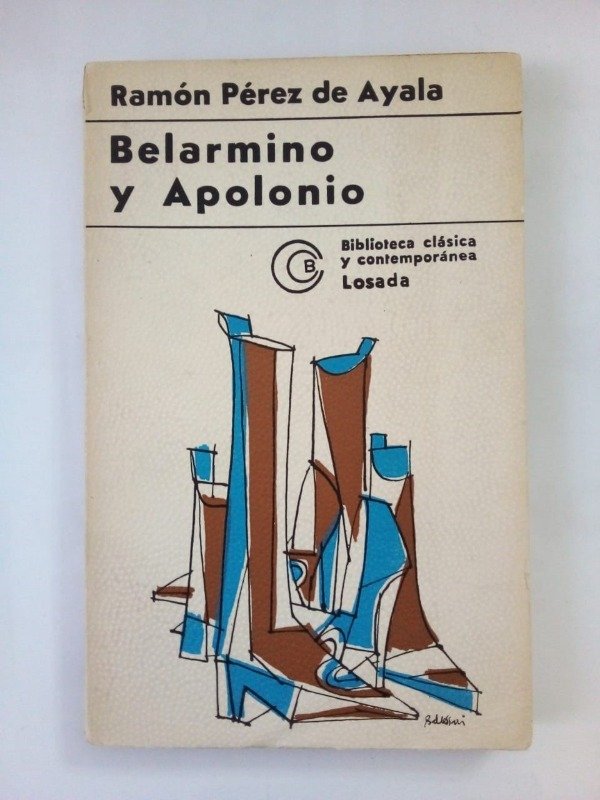 Ramón Pérez de Ayala
Belarmino
y Apolonio
B
Biblioteca clásica
y contemporánea
Losada